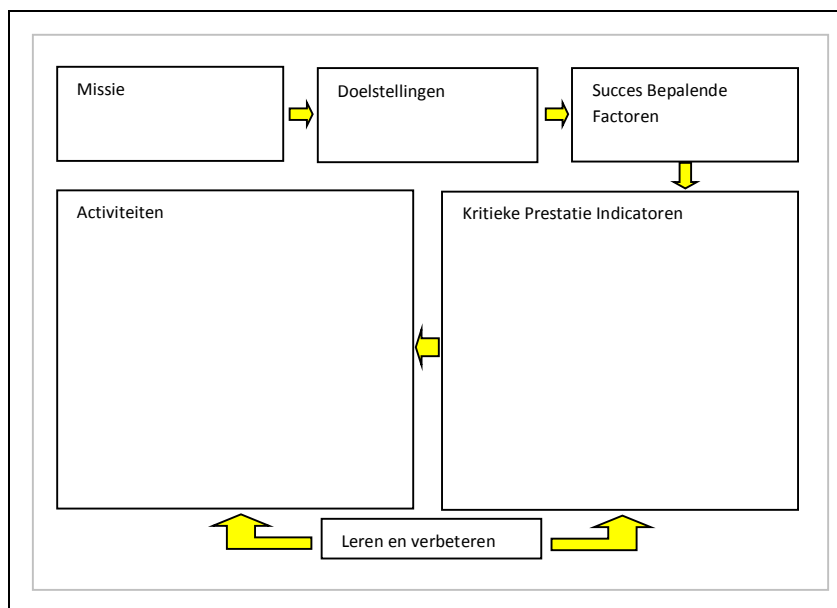 Missie
Doelstellingen
Succes Bepalende
Factoren
Activiteiten
Kritieke Prestatie Indicatoren
Leren en verbeteren